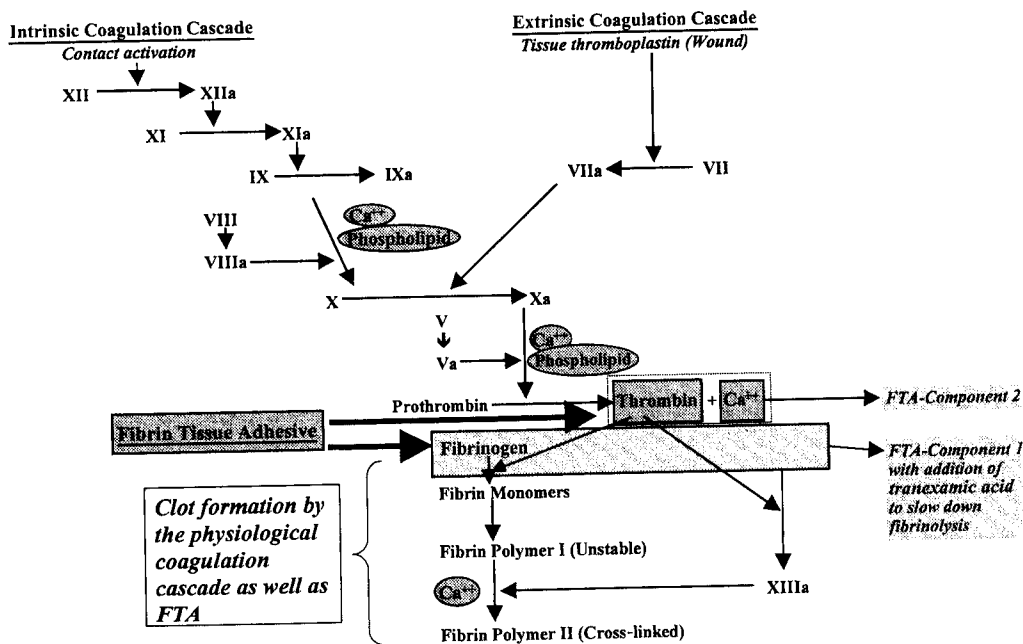 Intrinsic Coagulation Cascade
Contact activation
Extrinsic Coagulation Cascade
Tissue thromboplastin (Wound)
XII
XIIa
XI
XIa
IX
IXa
VIIa
VII
Ca++
Phospholipid
VIII
VIIIa
X
Xa
V
Va
Ca++
Phospholipid
Prothrombin
Thrombin + Ca++
FTA-Component 2
Fibrin Tissue Adhesive
Fibrinogen
FTA-Component 1
with addition of
tranexamic acid
to slow down
fibrinolysis
Fibrin Monomers
Clot formation by
the physiological
coagulation
cascade as well as
FTA
Fibrin Polymer I (Unstable)
Ca++
XIIIa
Fibrin Polymer II (Cross-linked)